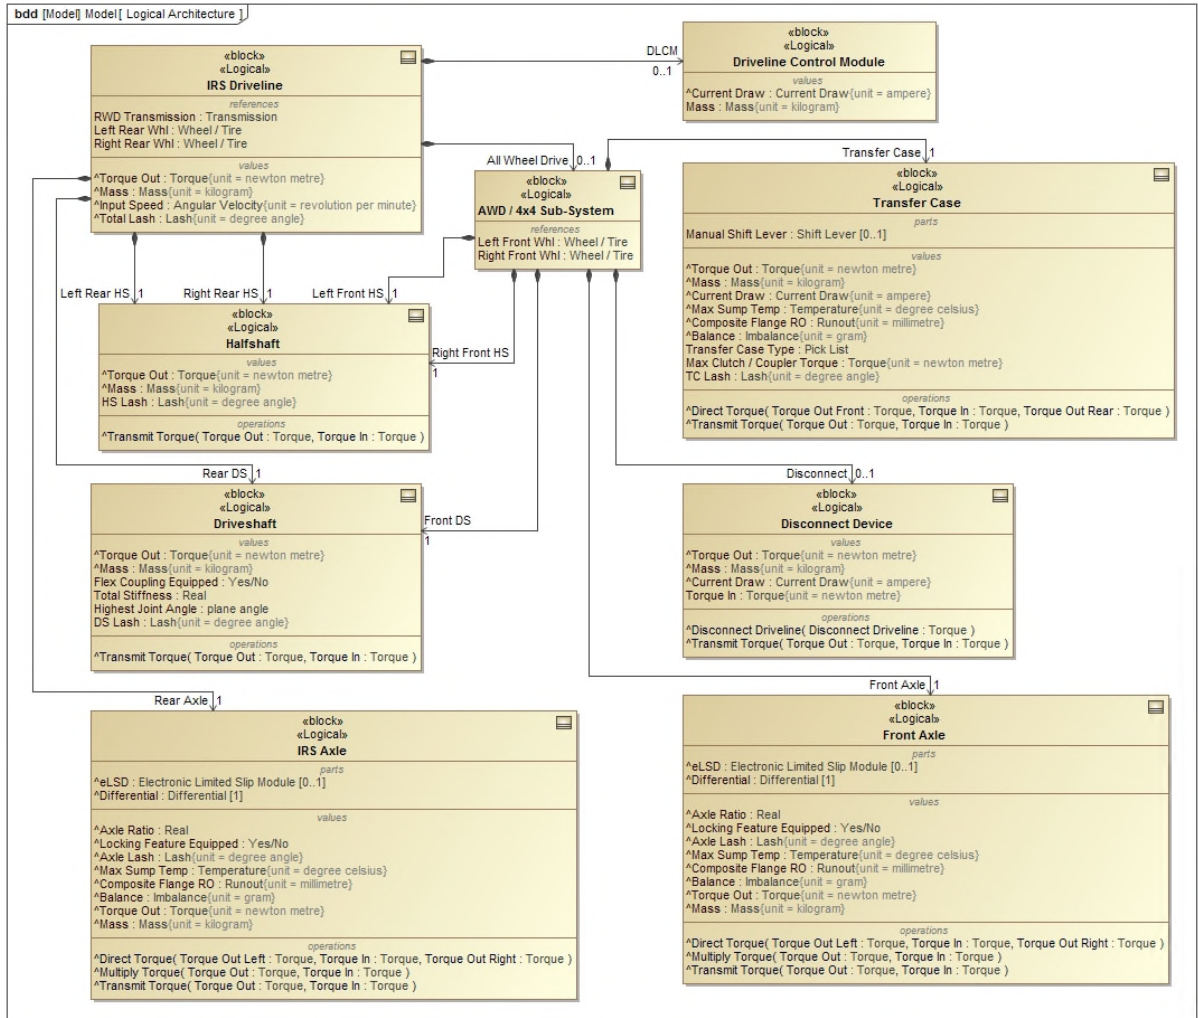 bdd [Model] Model [ Logical Architecture ]
«block»
«Logical»
IRS Driveline
references
RWD Transmission : Transmission
Left Rear Whl : Wheel / Tire
Right Rear Whl : Wheel / Tire
values
^Torque Out : Torque{unit = newton metre}
^Mass : Mass{unit = kilogram}
^Input Speed : Angular Velocity{unit = revolution per minute}
^Total Lash : Lash{unit = degree angle}
DLCM
0..1
«block»
«Logical»
Driveline Control Module
values
^Current Draw : Current Draw{unit = ampere}
Mass : Mass{unit = kilogram}
All Wheel Drive
0..1
«block»
«Logical»
AWD / 4x4 Sub-System
references
Left Front Whl : Wheel / Tire
Right Front Whl : Wheel / Tire
Transfer Case
1
«block»
«Logical»
Transfer Case
parts
Manual Shift Lever : Shift Lever [0..1]
values
^Torque Out : Torque{unit = newton metre}
^Mass : Mass{unit = kilogram}
^Current Draw : Current Draw{unit = ampere}
^Max Sump Temp : Temperature{unit = degree celsius}
^Composite Flange RO : Runout{unit = millimetre}
^Balance : Imbalance{unit = gram}
Transfer Case Type : Pick List
Max Clutch / Coupler Torque : Torque{unit = newton metre}
TC Lash : Lash{unit = degree angle}
operations
^Direct Torque( Torque Out Front : Torque, Torque In : Torque, Torque Out Rear : Torque )
^Transmit Torque( Torque Out : Torque, Torque In : Torque )
Left Rear HS
1
Right Rear HS
1
Left Front HS
1
«block»
«Logical»
Halfshaft
values
^Torque Out : Torque{unit = newton metre}
^Mass : Mass{unit = kilogram}
HS Lash : Lash{unit = degree angle}
operations
^Transmit Torque( Torque Out : Torque, Torque In : Torque )
Right Front HS
1
Rear DS
1
«block»
«Logical»
Driveshaft
values
^Torque Out : Torque{unit = newton metre}
^Mass : Mass{unit = kilogram}
Flex Coupling Equipped : Yes/No
Total Stiffness : Real
Highest Joint Angle : plane angle
DS Lash : Lash{unit = degree angle}
operations
^Transmit Torque( Torque Out : Torque, Torque In : Torque )
Front DS
1
Disconnect
0..1
«block»
«Logical»
Disconnect Device
values
^Torque Out : Torque{unit = newton metre}
^Mass : Mass{unit = kilogram}
^Current Draw : Current Draw{unit = ampere}
Torque In : Torque{unit = newton metre}
operations
^Disconnect Driveline( Disconnect Driveline : Torque )
^Transmit Torque( Torque Out : Torque, Torque In : Torque )
Rear Axle
1
«block»
«Logical»
IRS Axle
parts
^eLSD : Electronic Limited Slip Module [0..1]
^Differential : Differential [1]
values
^Axle Ratio : Real
^Locking Feature Equipped : Yes/No
^Axle Lash : Lash{unit = degree angle}
^Max Sump Temp : Temperature{unit = degree celsius}
^Composite Flange RO : Runout{unit = millimetre}
^Balance : Imbalance{unit = gram}
^Torque Out : Torque{unit = newton metre}
^Mass : Mass{unit = kilogram}
operations
^Direct Torque( Torque Out Left : Torque, Torque In : Torque, Torque Out Right : Torque )
^Multiply Torque( Torque Out : Torque, Torque In : Torque )
^Transmit Torque( Torque Out : Torque, Torque In : Torque )
Front Axle
1
«block»
«Logical»
Front Axle
parts
^eLSD : Electronic Limited Slip Module [0..1]
^Differential : Differential [1]
values
^Axle Ratio : Real
^Locking Feature Equipped : Yes/No
^Axle Lash : Lash{unit = degree angle}
^Max Sump Temp : Temperature{unit = degree celsius}
^Composite Flange RO : Runout{unit = millimetre}
^Balance : Imbalance{unit = gram}
^Torque Out : Torque{unit = newton metre}
^Mass : Mass{unit = kilogram}
operations
^Direct Torque( Torque Out Left : Torque, Torque In : Torque, Torque Out Right : Torque )
^Multiply Torque( Torque Out : Torque, Torque In : Torque )
^Transmit Torque( Torque Out : Torque, Torque In : Torque )